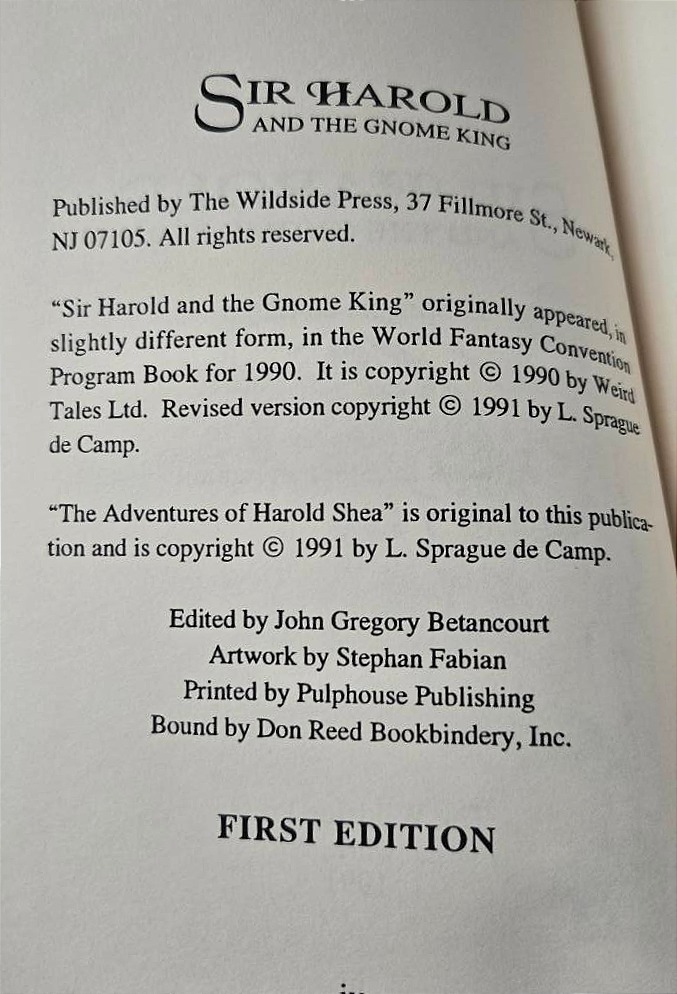 SIR HAROLD
AND THE GNOME KING
Published by The Wildside Press, 37 Fillmore St., Newark,
NJ 07105. All rights reserved.
“Sir Harold and the Gnome King” originally appeared, in
slightly different form, in the World Fantasy Convention
Program Book for 1990. It is copyright © 1990 by Weird
Tales Ltd. Revised version copyright © 1991 by L. Sprague
de Camp.
“The Adventures of Harold Shea” is original to this publica-
tion and is copyright © 1991 by L. Sprague de Camp.
Edited by John Gregory Betancourt
Artwork by Stephan Fabian
Printed by Pulphouse Publishing
Bound by Don Reed Bookbindery, Inc.
FIRST EDITION